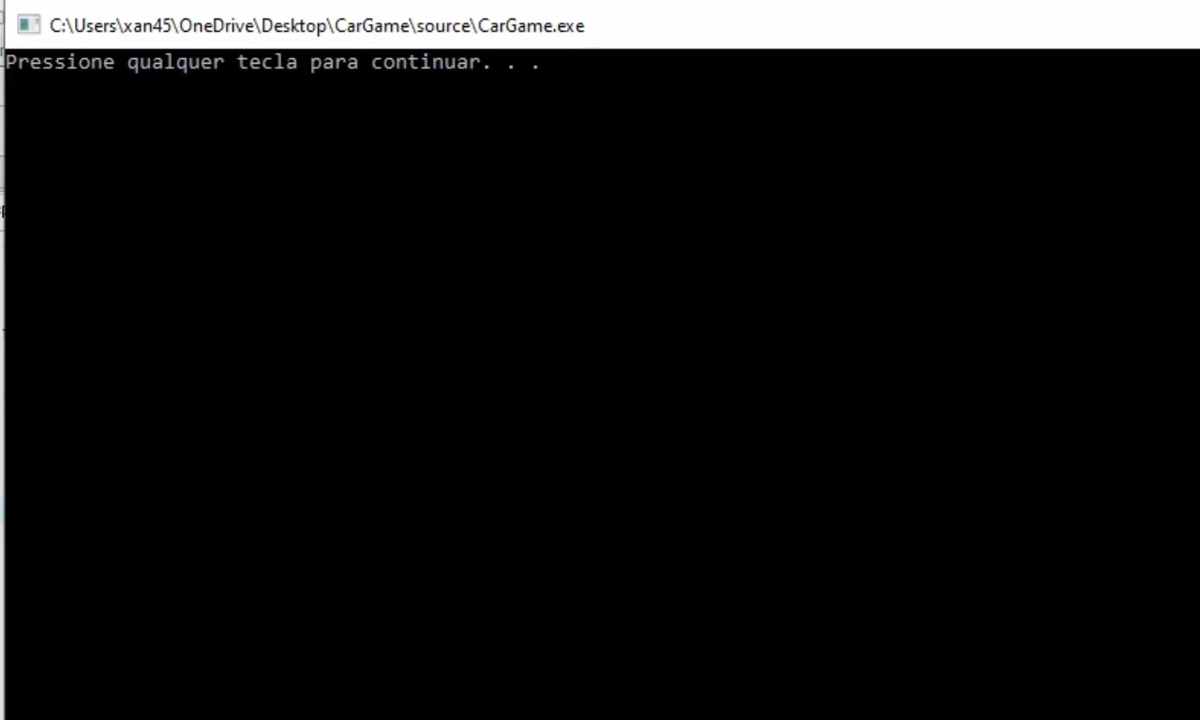 C:\Users\xan45\OneDrive\Desktop\CarGame\source\CarGame.exe
Pressione qualquer tecla para continuar. . .